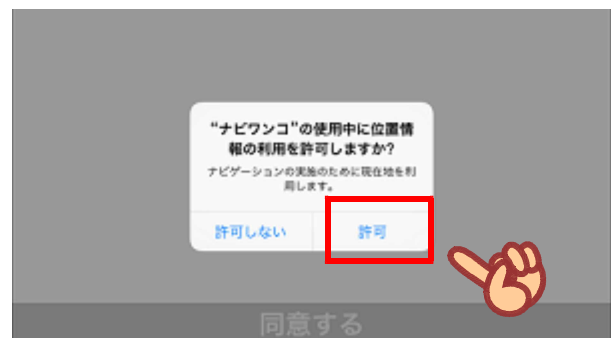 “ナビワンコ”の使用中に位置情
報の利用を許可しますか?
ナビゲーションの実施のために現在地を利
用します。
許可しない
許可
同意する